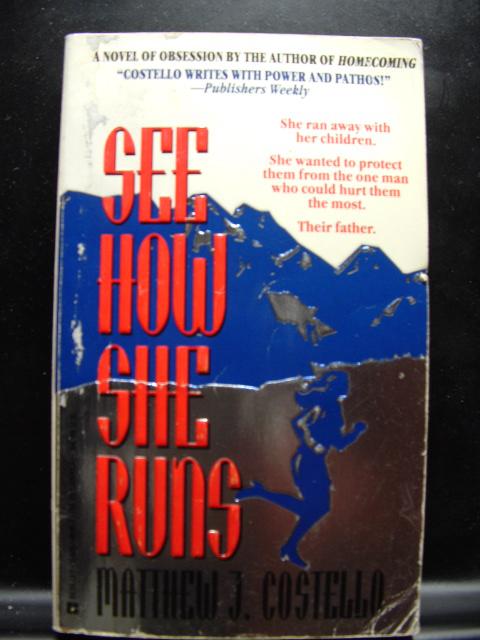 A NOVEL OF OBSESSION BY THE AUTHOR OF HOMECOMING
"COSTELLO WRITES WITH POWER AND PATHOS!"
—Publishers Weekly
She ran away with
her children.
She wanted to protect
them from the one man
who could hurt them
the most.
Their father.
SEE
HOW
SHE
RUNS
MATTHEW J. COSTELLO